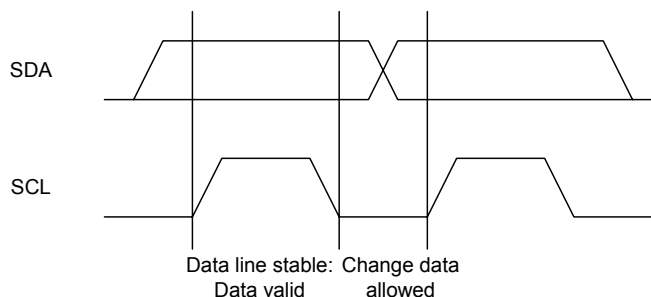 SDA
SCL
Data line stable:
Data valid
Change data
allowed